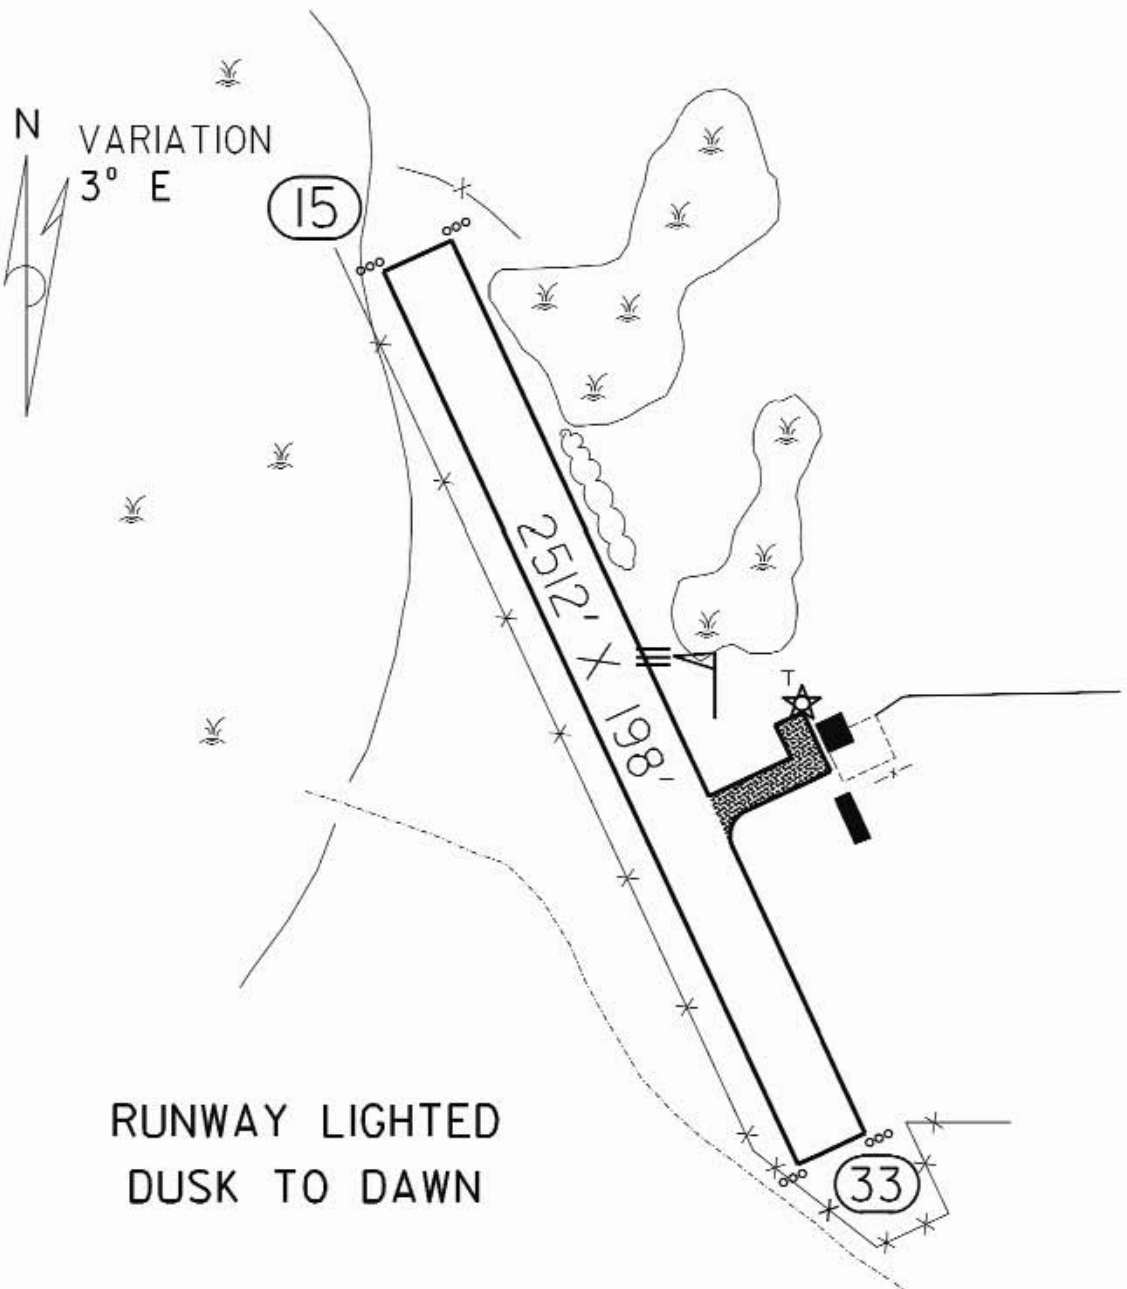 N
VARIATION
3° E
15
2512' X 198'
T
RUNWAY LIGHTED
DUSK TO DAWN
33